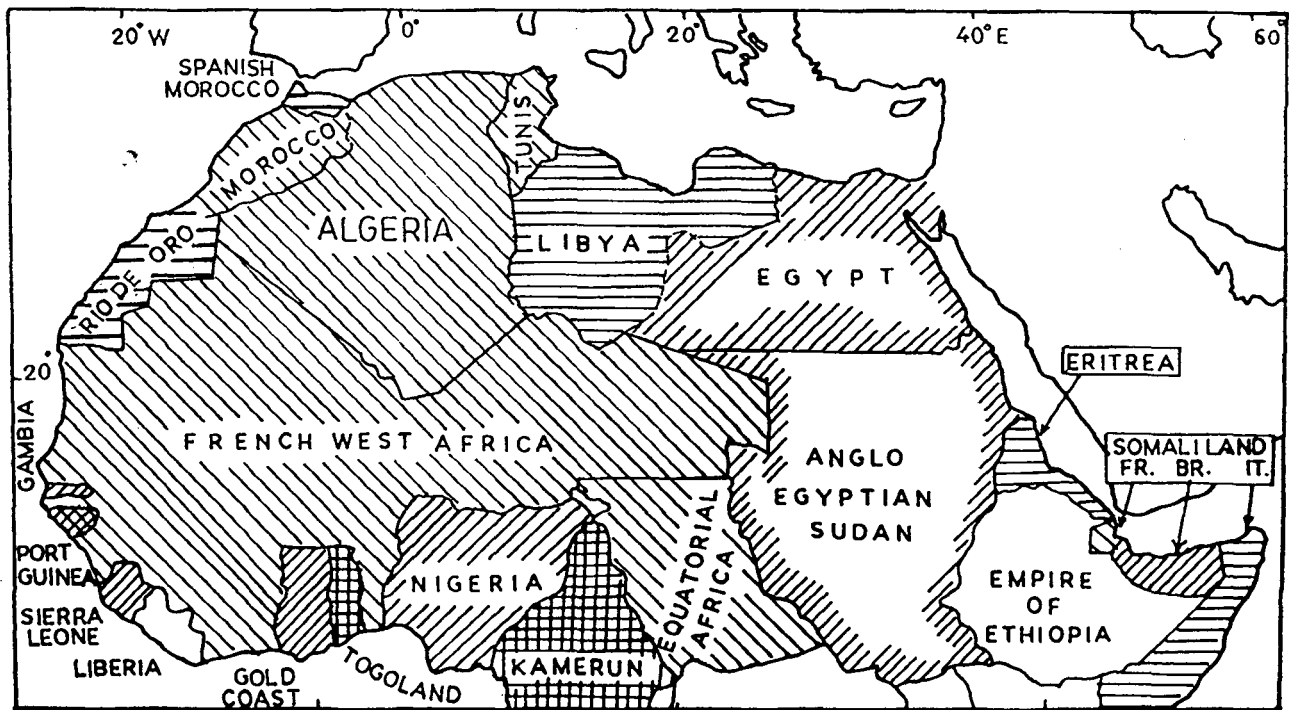 20°W
0°
20°
40°E
60°
SPANISH
MOROCCO
TUNIS
MOROCCO
ALGERIA
LIBYA
EGYPT
RIO DE ORO
20°
ERITREA
GAMBIA
FRENCH WEST AFRICA
SOMALILAND
FR. BR. IT.
ANGLO
EGYPTIAN
SUDAN
PORT
GUINEA
NIGERIA
EQUATORIAL
AFRICA
EMPIRE
OF
ETHIOPIA
SIERRA
LEONE
LIBERIA
GOLD
COAST
TOGOLAND
KAMERUN